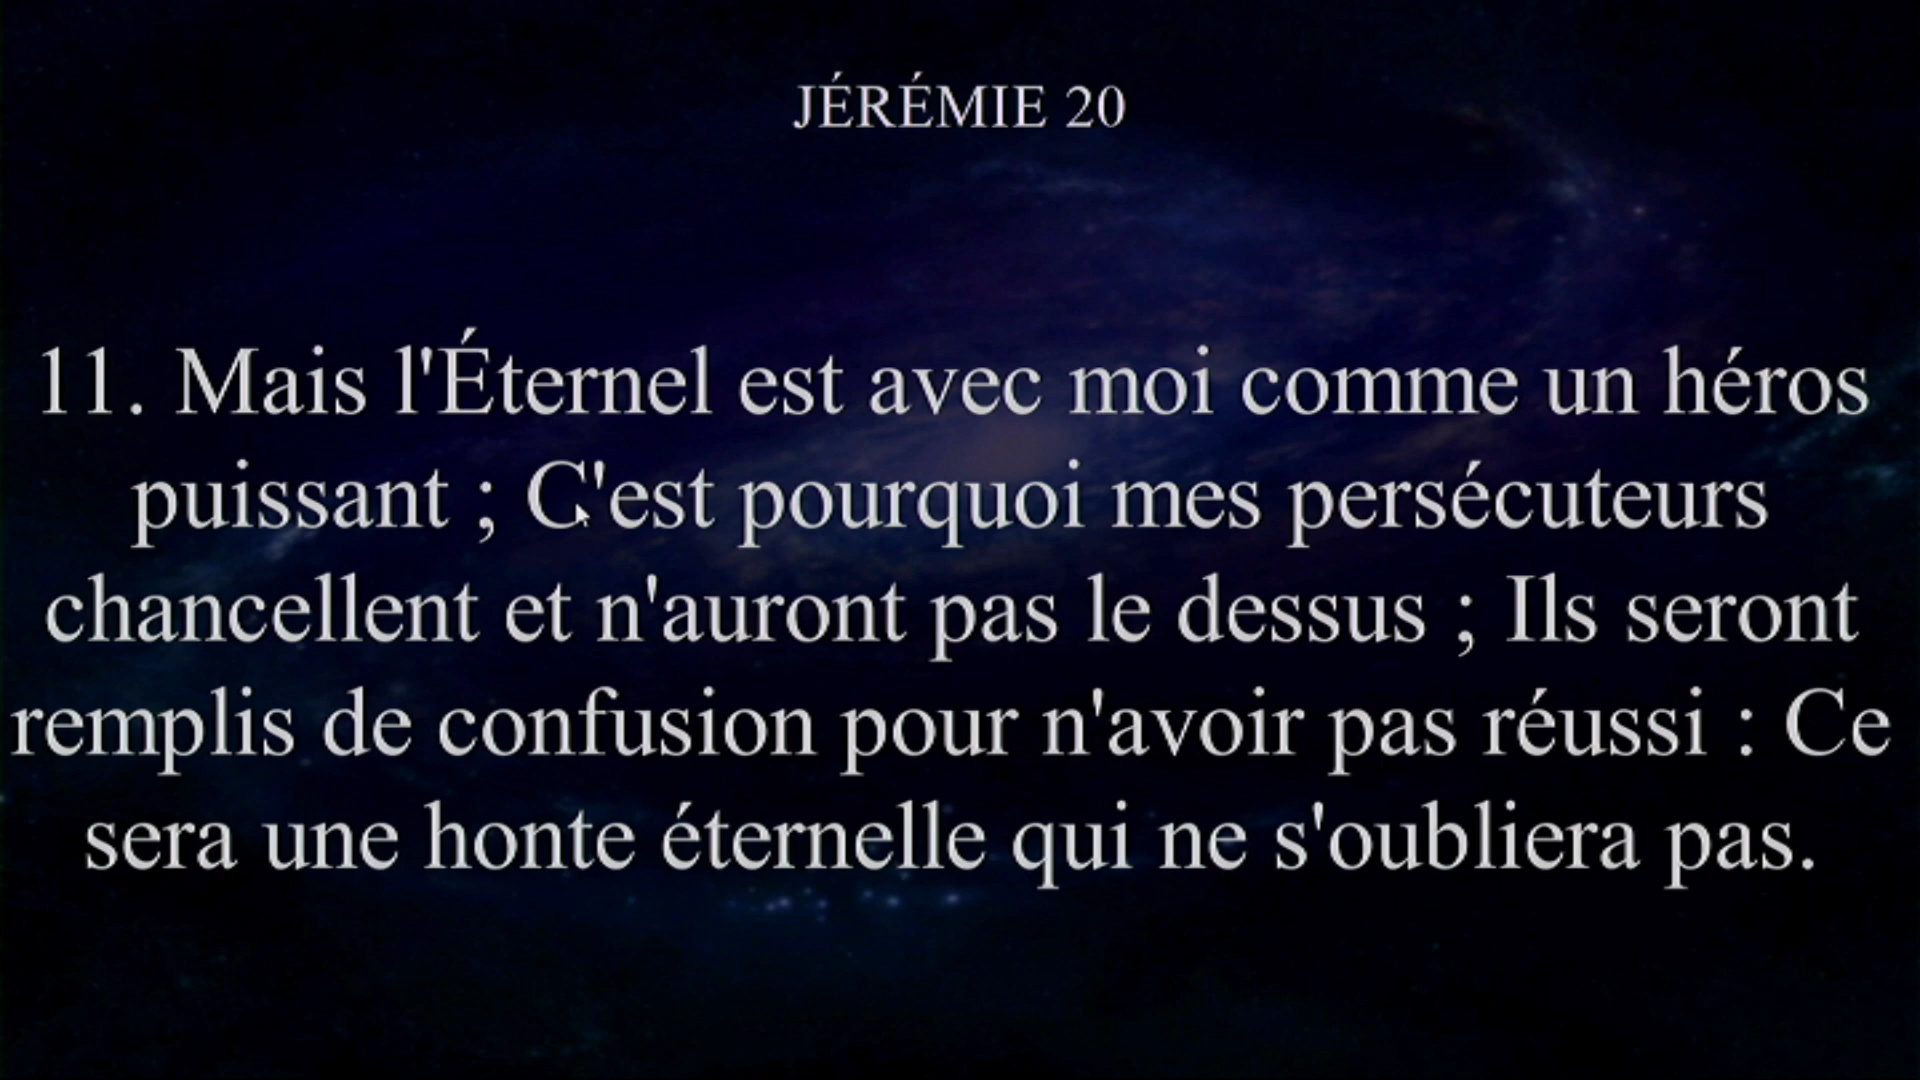 JÉRÉMIE 20
11. Mais l'Éternel est avec moi comme un héros
puissant ; C'est pourquoi mes persécuteurs
chancellent et n'auront pas le dessus ; Ils seront
remplis de confusion pour n'avoir pas réussi : Ce
sera une honte éternelle qui ne s'oubliera pas.